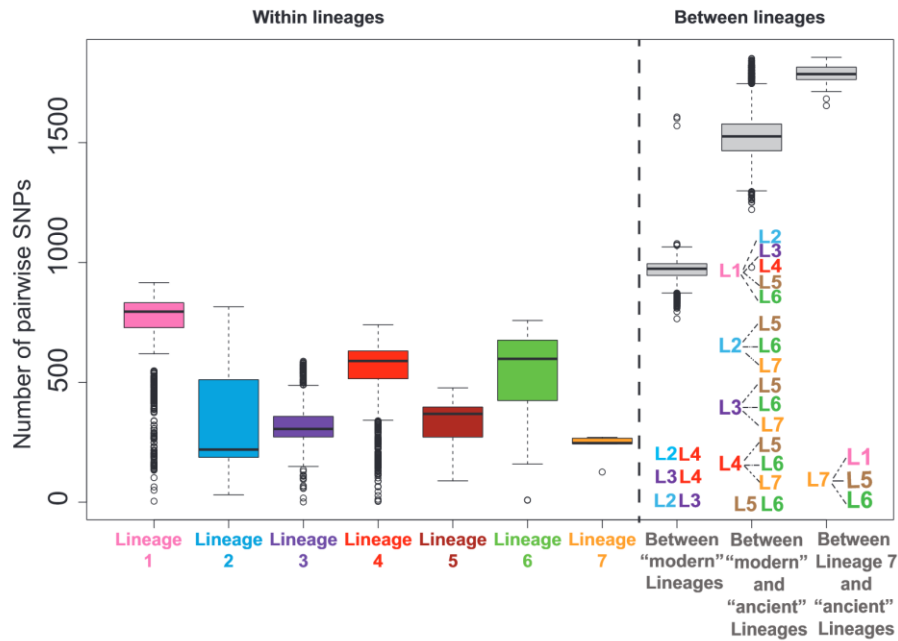 Within lineages
Between lineages
Number of pairwise SNPs
1500
1000
500
0
L2
L3
L1 L4
L5
L6
L5
L2 L6
L7
L5
L3 L6
L7
L5
L4 L6
L7
L5 L6
L2 L4
L3 L4
L2 L3
L1
L7 L5
L6
Lineage
1
Lineage
2
Lineage
3
Lineage
4
Lineage
5
Lineage
6
Lineage
7
Between
“modern”
Lineages
Between
“modern”
and
“ancient”
Lineages
Between
Lineage 7
and
“ancient”
Lineages